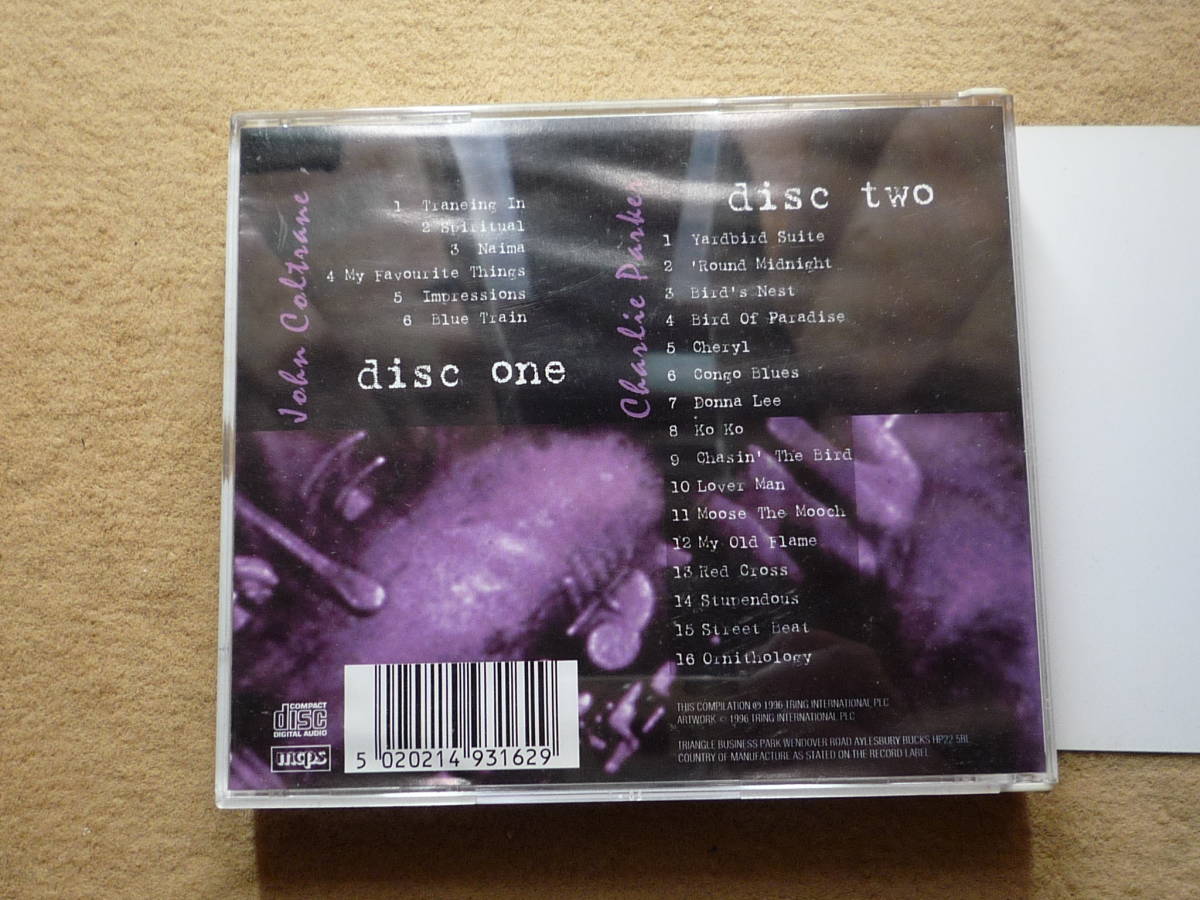 John Coltrane
1 Traneing In
2 Spiritual
3 Naima
4 My Favourite Things
5 Impressions
6 Blue Train
disc one
Charlie Parker
disc two
1 Yardbird Suite
2 'Round Midnight
3 Bird's Nest
4 Bird Of Paradise
5 Cheryl
6 Congo Blues
7 Donna Lee
8 Ko Ko
9 Chasin' The Bird
10 Lover Man
11 Moose The Mooch
12 My Old Flame
13 Red Cross
14 Stupendous
15 Street Beat
16 Ornithology
COMPACT
disc
DIGITAL AUDIO
mcps
5 020214 931629
THIS COMPILATION ℗ 1996 TRING INTERNATIONAL PLC
ARTWORK © 1996 TRING INTERNATIONAL PLC
TRIANGLE BUSINESS PARK WENDOVER ROAD AYLESBURY BUCKS HP22 5BL
COUNTRY OF MANUFACTURE AS STATED ON THE RECORD LABEL